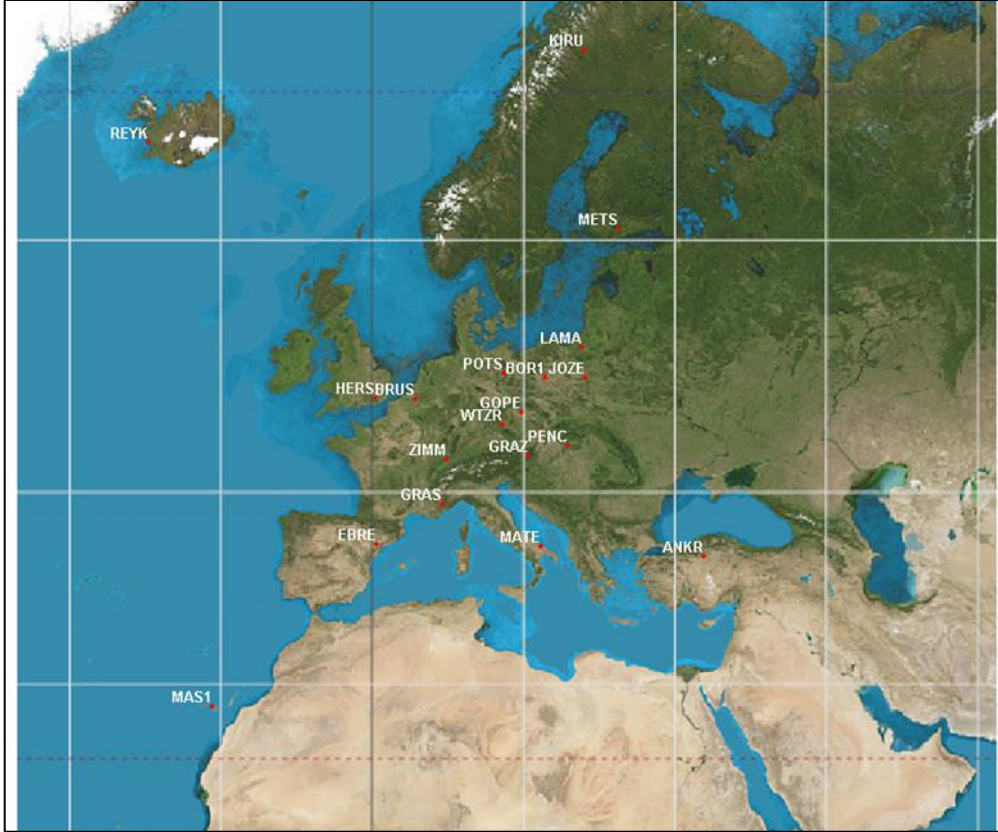 KIRU
REYK
METS
LAMA
POTS BOR1 JOZE
HERS BRUS
GOPE
WTZR
PENC
GRAZ
ZIMM
GRAS
EBRE
MATE
ANKR
MAS1